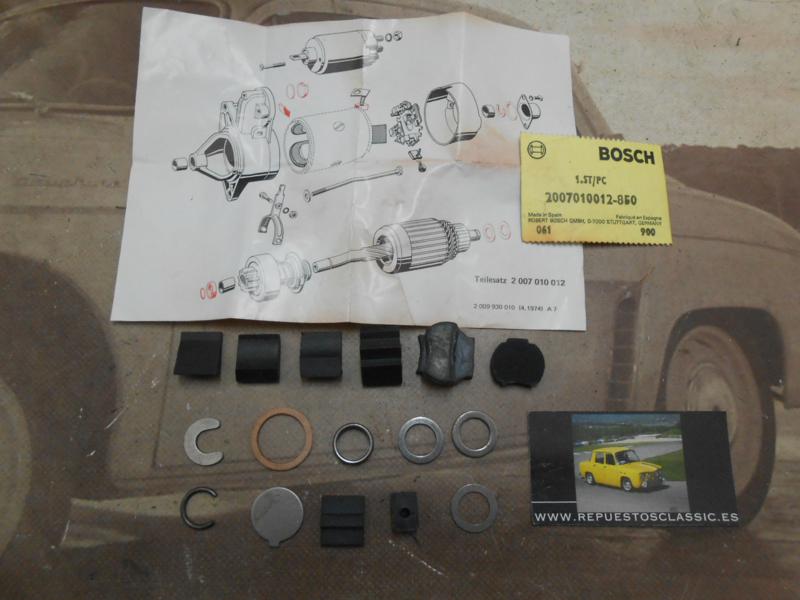 BOSCH
1.ST/PC
2007010012-850
Made in Spain Fabriqué en Espagne
ROBERT BOSCH GMBH, D-7000 STUTTGART, GERMANY
061 900
Teilesatz 2 007 010 012
2 009 930 010 (4.1974) A 7
WWW.REPUESTOSCLASSIC.ES